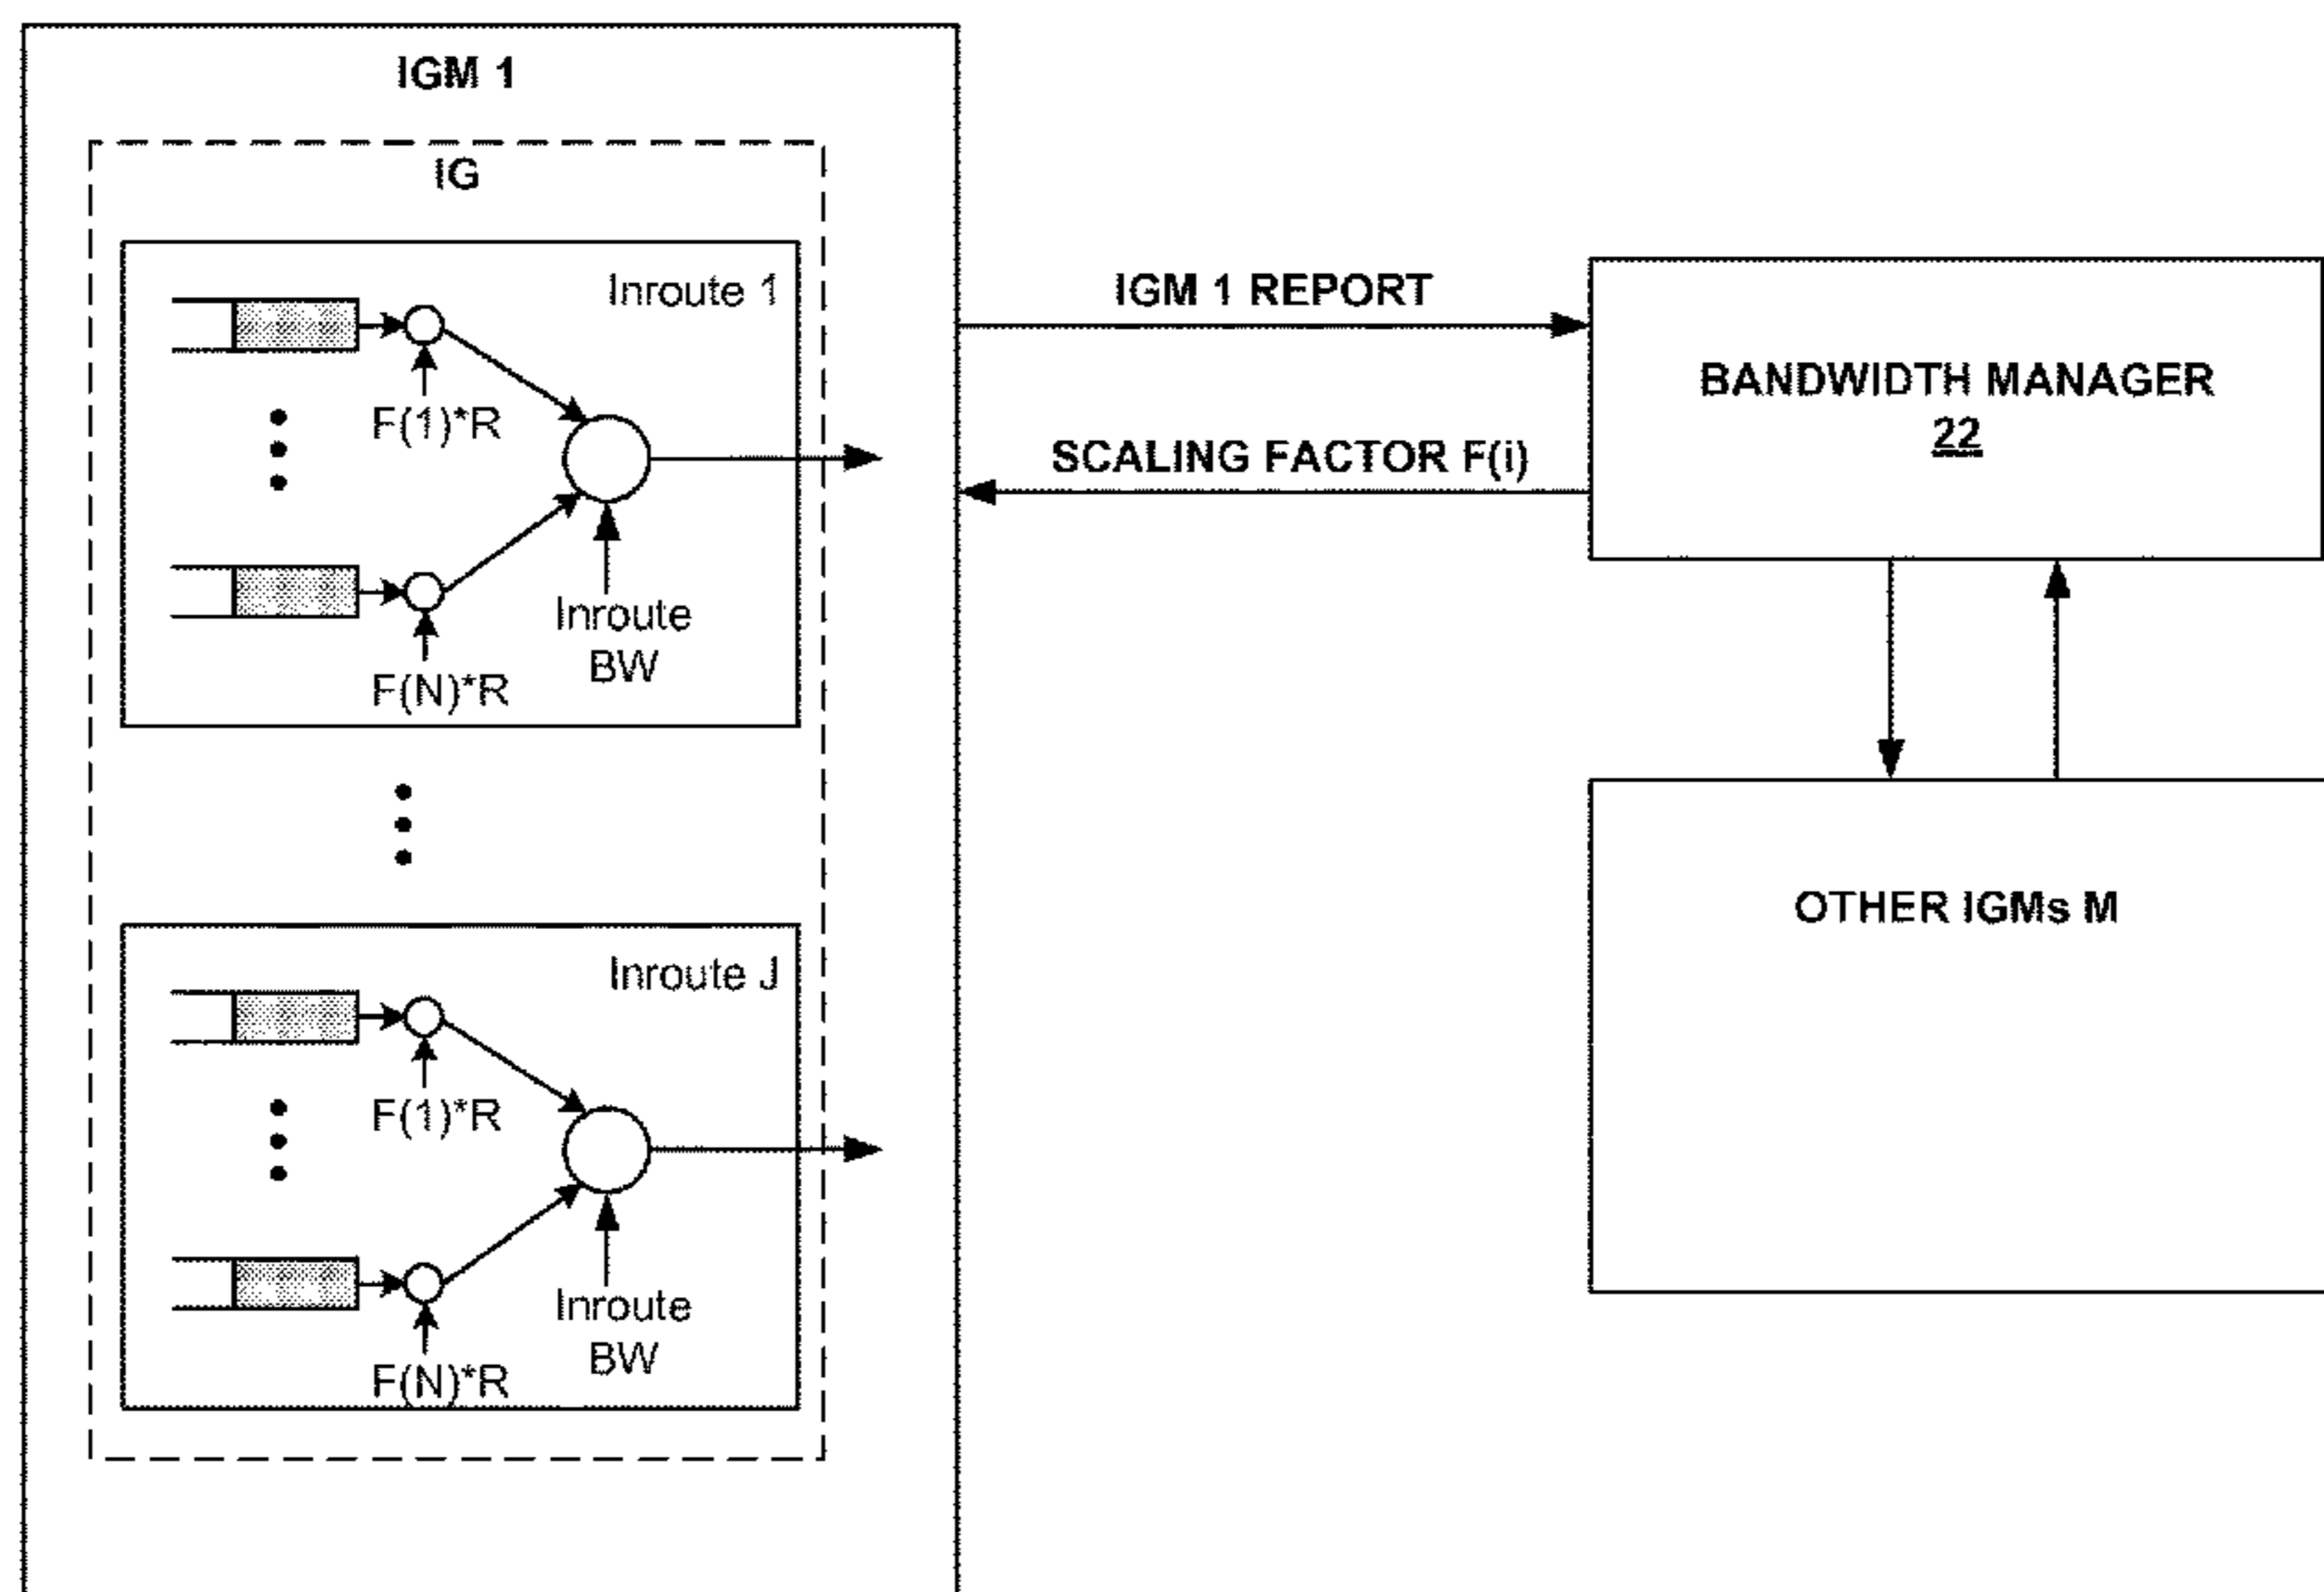 IGM 1
IG
Inroute 1
F(1)*R
F(N)*R
Inroute
BW
Inroute J
F(1)*R
F(N)*R
Inroute
BW
IGM 1 REPORT
SCALING FACTOR F(i)
BANDWIDTH MANAGER
22
OTHER IGMs M